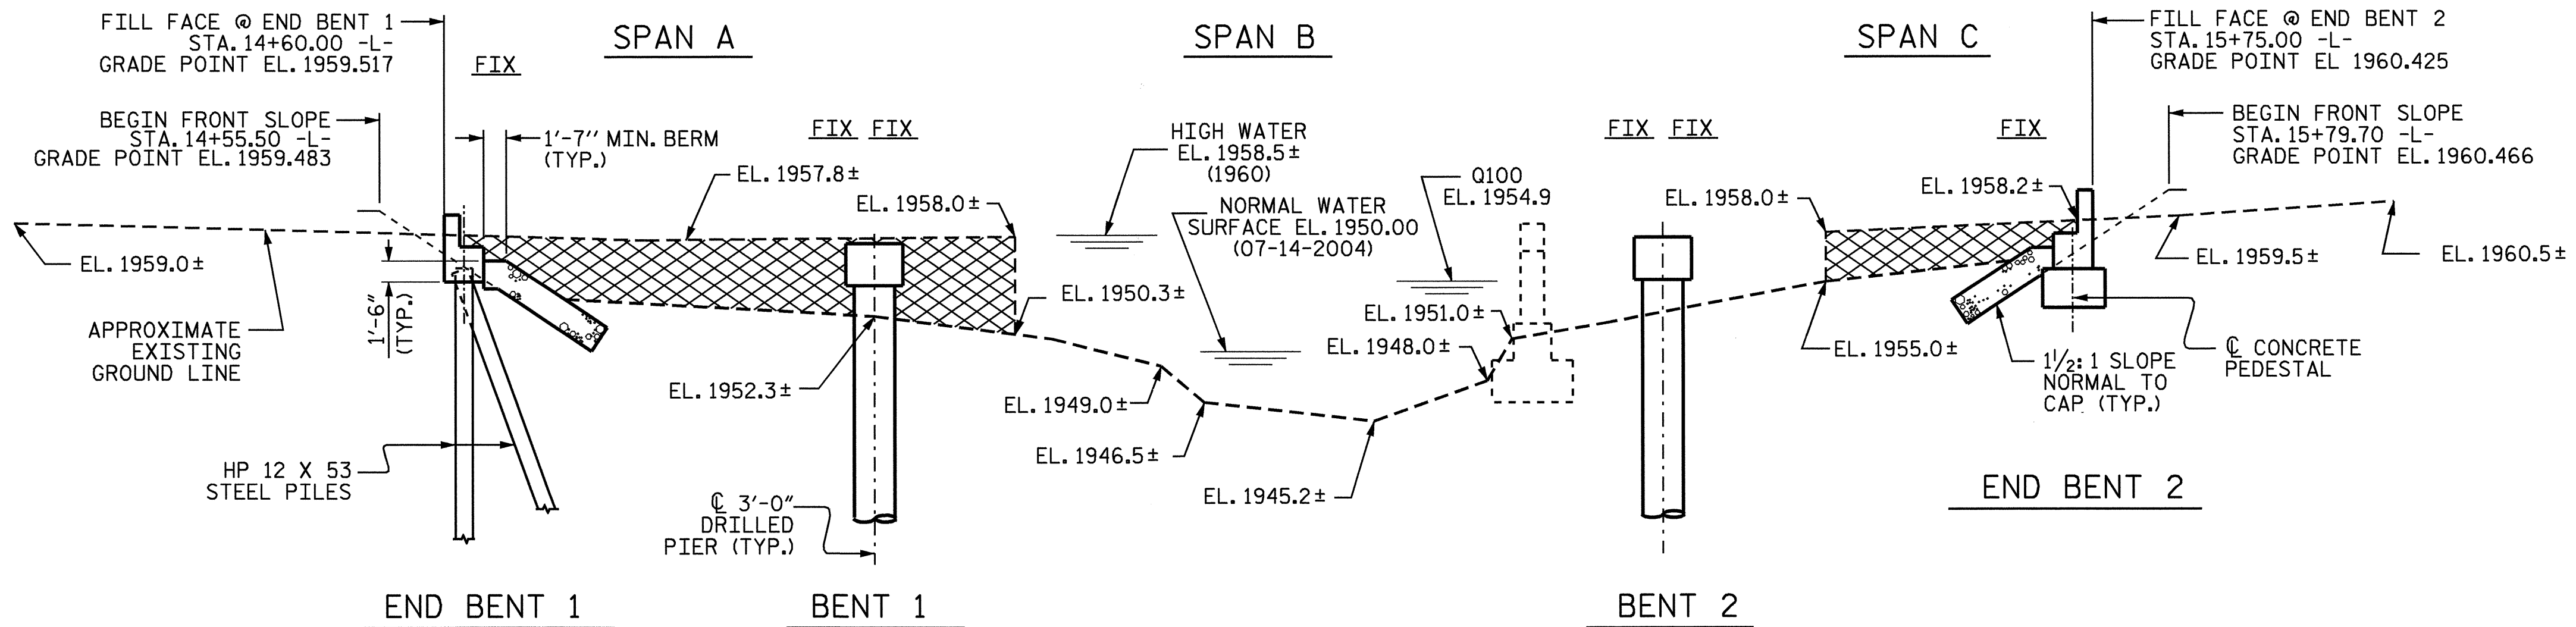 FILL FACE @ END BENT 1
STA. 14+60.00 -L-
GRADE POINT EL. 1959.517
FIX
SPAN A
SPAN B
SPAN C
FILL FACE @ END BENT 2
STA. 15+75.00 -L-
GRADE POINT EL 1960.425
BEGIN FRONT SLOPE
STA. 14+55.50 -L-
GRADE POINT EL. 1959.483
1'-7" MIN. BERM
(TYP.)
FIX FIX
HIGH WATER
EL. 1958.5±
(1960)
FIX FIX
FIX
BEGIN FRONT SLOPE
STA. 15+79.70 -L-
GRADE POINT EL. 1960.466
EL. 1957.8±
EL. 1958.0±
NORMAL WATER
SURFACE EL. 1950.00
(07-14-2004)
Q100
EL. 1954.9
EL. 1958.0±
EL. 1958.2±
EL. 1959.0±
EL. 1959.5±
EL. 1960.5±
1'-6"
(TYP.)
APPROXIMATE
EXISTING
GROUND LINE
EL. 1950.3±
EL. 1951.0±
EL. 1948.0±
EL. 1955.0±
1½:1 SLOPE
NORMAL TO
CAP (TYP.)
℄ CONCRETE
PEDESTAL
EL. 1952.3±
EL. 1949.0±
EL. 1946.5±
EL. 1945.2±
HP 12 X 53
STEEL PILES
℄ 3'-0"
DRILLED
PIER (TYP.)
END BENT 2
END BENT 1
BENT 1
BENT 2